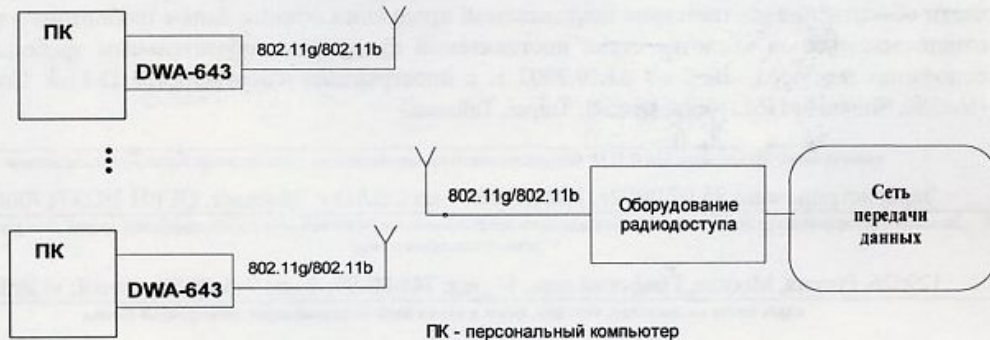 ПК
DWA-643
802.11g/802.11b
802.11g/802.11b
Оборудование
радиодоступа
Сеть
передачи
данных
ПК
DWA-643
802.11g/802.11b
ПК - персональный компьютер